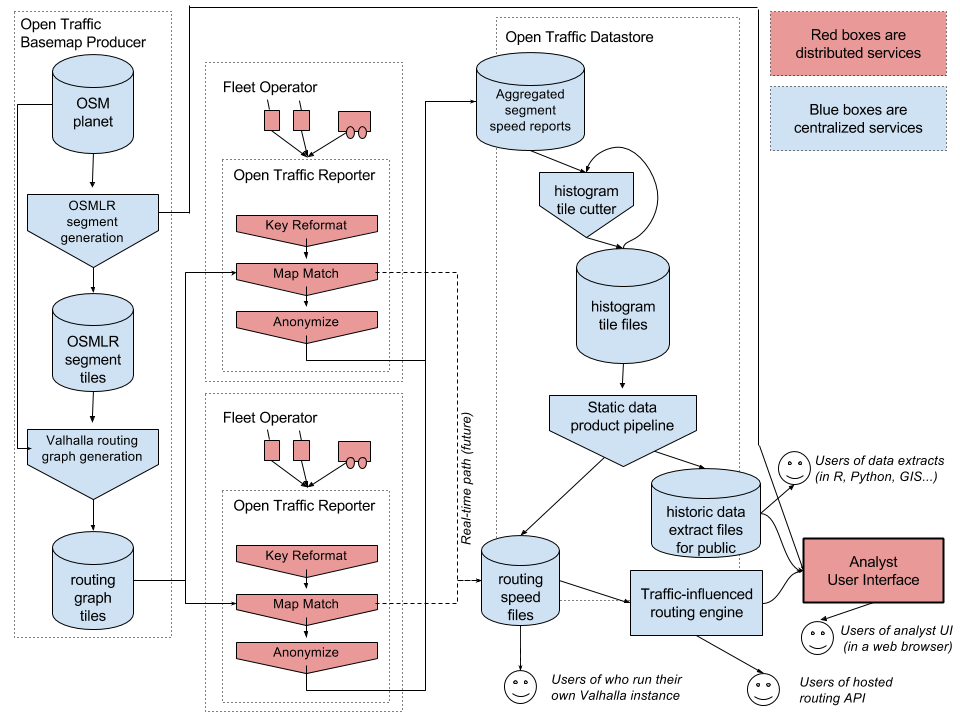 Open Traffic
Basemap Producer
OSM
planet
OSMLR
segment
generation
OSMLR
segment
tiles
Valhalla routing
graph generation
routing
graph
tiles
Fleet Operator
Open Traffic Reporter
Key Reformat
Map Match
Anonymize
Fleet Operator
Open Traffic Reporter
Key Reformat
Map Match
Anonymize
Real-time path (future)
Open Traffic Datastore
Aggregated
segment
speed reports
histogram
tile cutter
histogram
tile files
Static data
product pipeline
historic data
extract files
for public
routing
speed
files
Traffic-influenced
routing engine
Users of who run their
own Valhalla instance
Users of hosted
routing API
Red boxes are
distributed services
Blue boxes are
centralized services
Users of data extracts
(in R, Python, GIS...)
Analyst
User Interface
Users of analyst UI
(in a web browser)